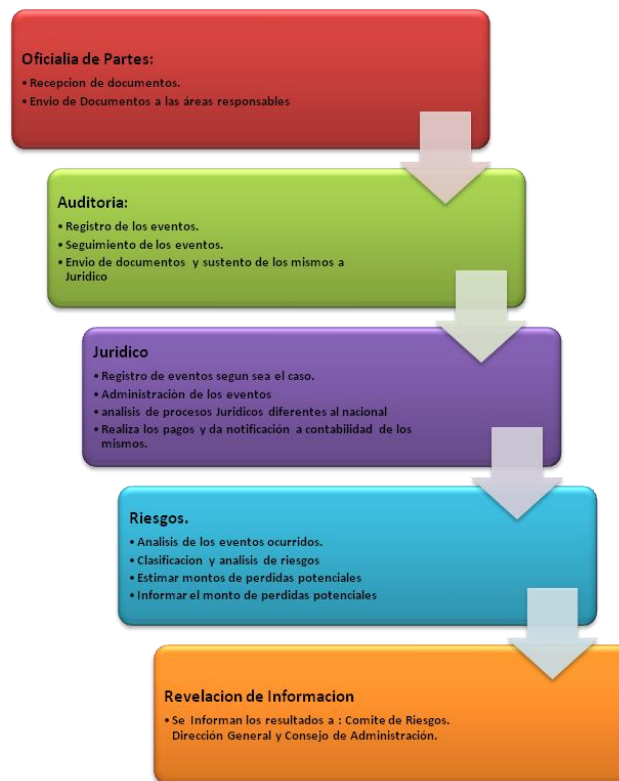 Oficialia de Partes:
• Recepcion de documentos.
• Envio de Documentos a las áreas responsables
Auditoria:
• Registro de los eventos.
• Seguimiento de los eventos.
• Envio de documentos y sustento de los mismos a
Juridico
Juridico
• Registro de eventos segun sea el caso.
• Administraciòn de los eventos
• analisis de procesos Juridicos diferentes al nacional
• Realiza los pagos y da notificación a contabilidad de los
mismos.
Riesgos.
• Analisis de los eventos ocurridos.
• Clasificacion y analisis de riesgos
• Estimar montos de perdidas potenciales
• Informar el monto de perdidas potenciales
Revelacion de Informacion
• Se Informan los resultados a : Comite de Riesgos.
Dirección General y Consejo de Administración.